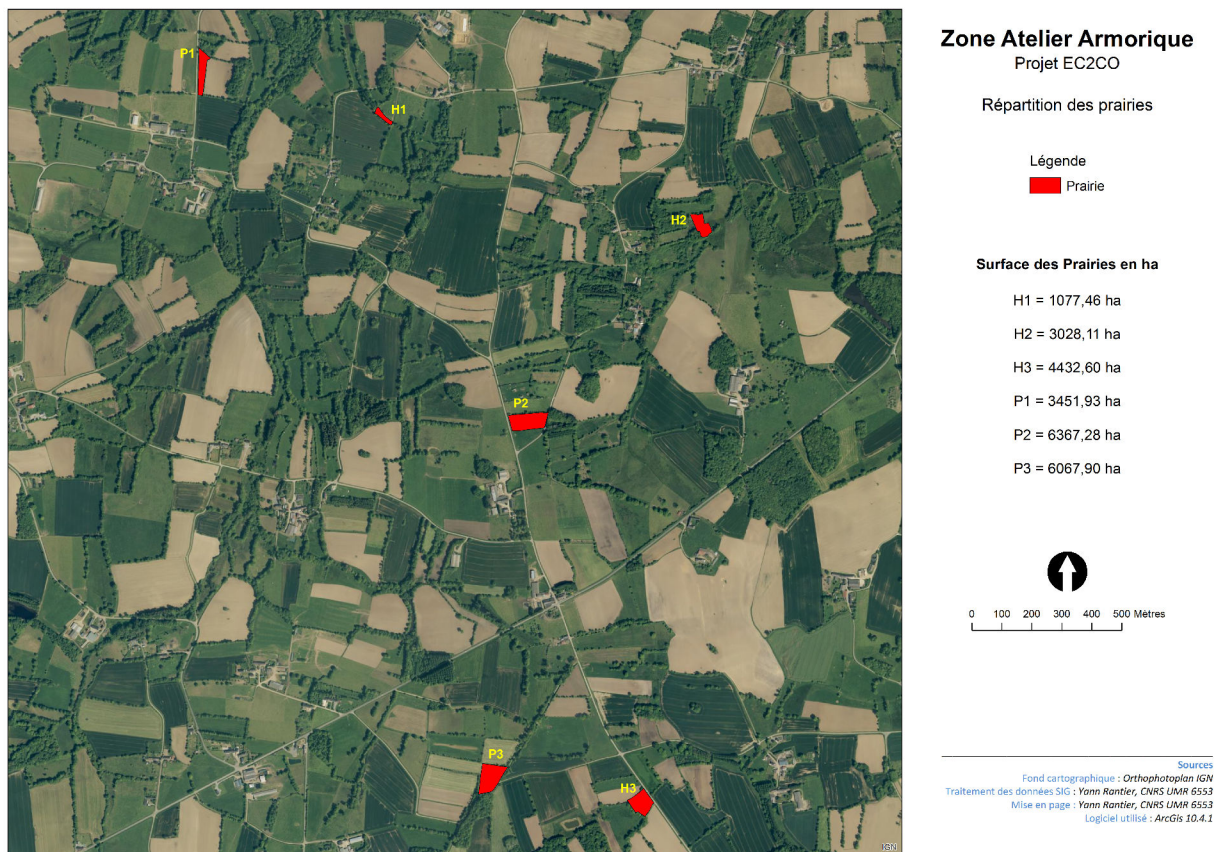 Zone Atelier Armorique
Projet EC2CO
Répartition des prairies
Légende
Prairie
Surface des Prairies en ha
H1 = 1077,46 ha
H2 = 3028,11 ha
H3 = 4432,60 ha
P1 = 3451,93 ha
P2 = 6367,28 ha
P3 = 6067,90 ha
0 100 200 300 400 500 Mètres
Sources
Fond cartographique : Orthophotoplan IGN
Traitement des données SIG : Yann Rantier, CNRS UMR 6553
Mise en page : Yann Rantier, CNRS UMR 6553
Logiciel utilisé : ArcGis 10.4.1
P1
H1
H2
P2
P3
H3
IGN